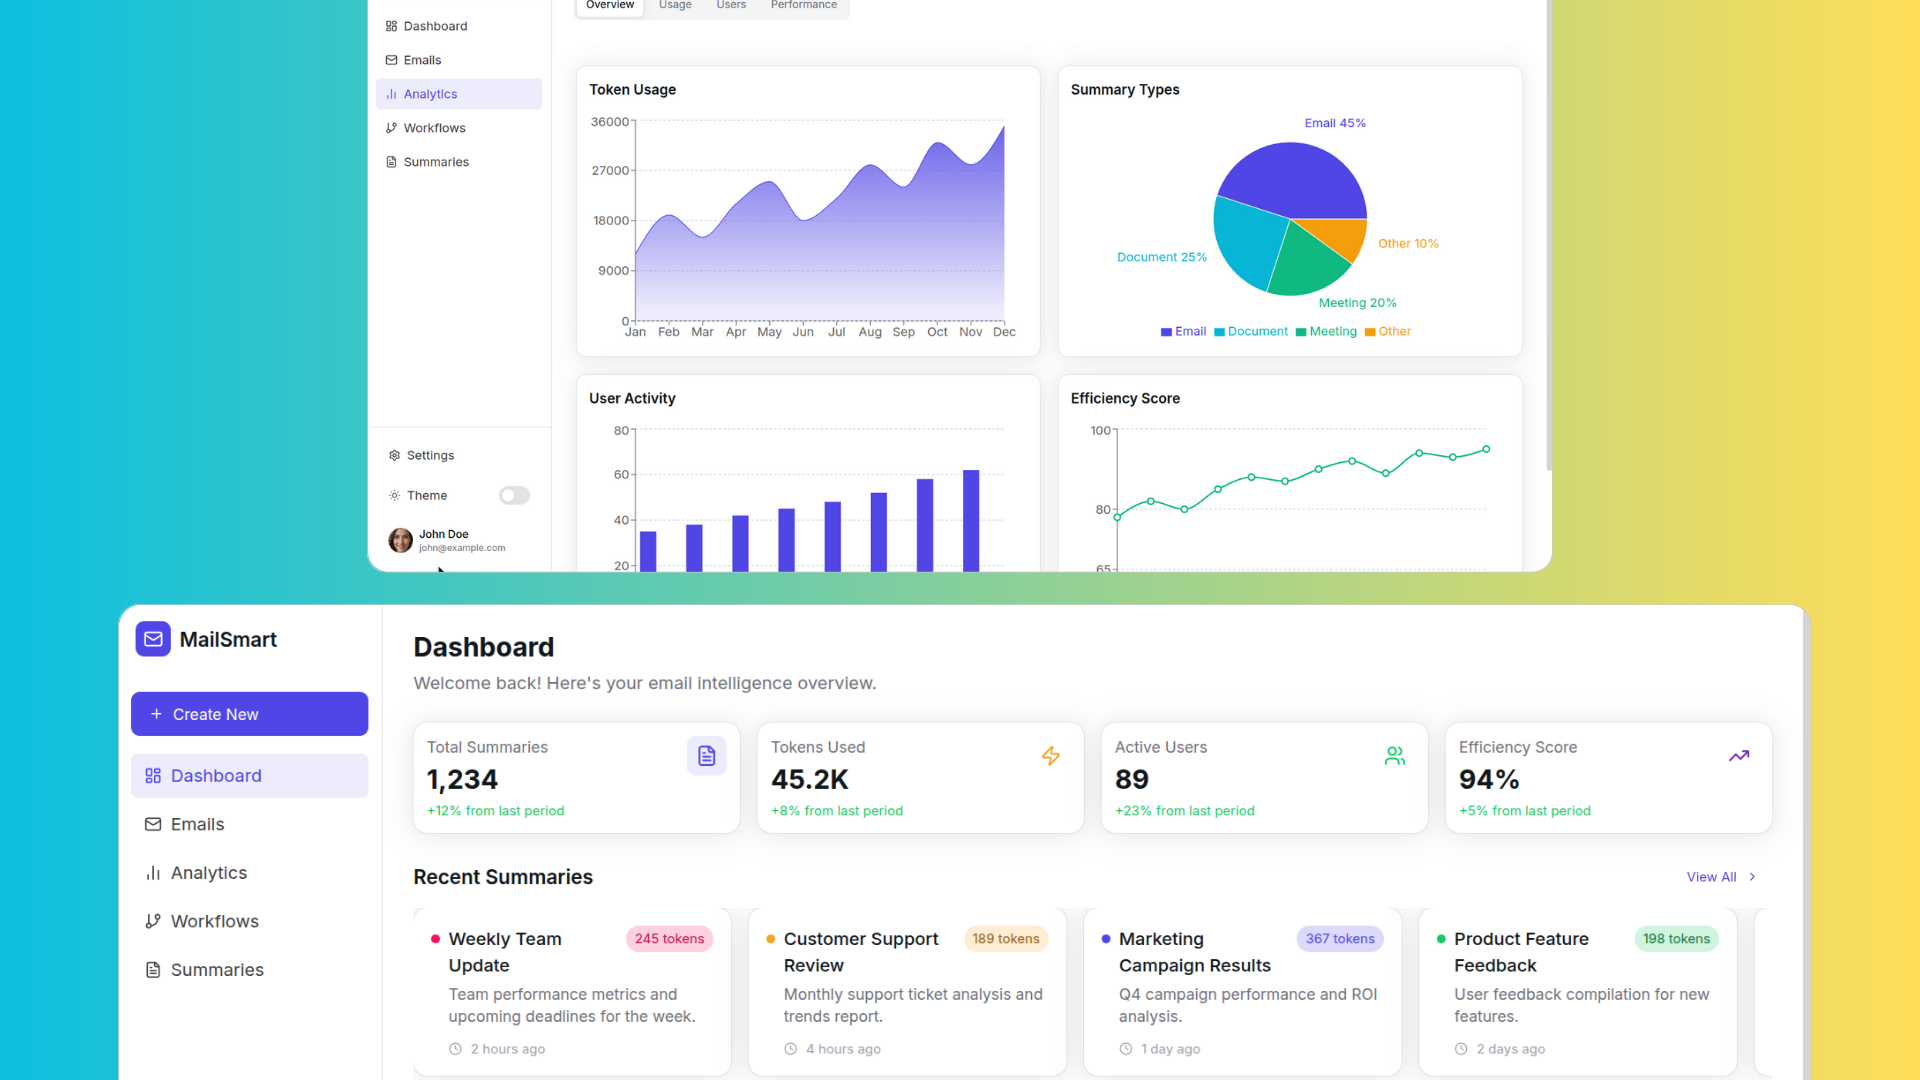 Overview Usage Users Performance
Dashboard
Emails
Analytics
Workflows
Summaries
Settings
Theme
John Doe
john@example.com
Token Usage
36000
27000
18000
9000
0
Jan Feb Mar Apr May Jun Jul Aug Sep Oct Nov Dec
Summary Types
Email 45%
Other 10%
Document 25%
Meeting 20%
Email Document Meeting Other
User Activity
80
60
40
20
Efficiency Score
100
80
65
MailSmart
Create New
Dashboard
Emails
Analytics
Workflows
Summaries
Dashboard
Welcome back! Here's your email intelligence overview.
Total Summaries
1,234
+12% from last period
Tokens Used
45.2K
+8% from last period
Active Users
89
+23% from last period
Efficiency Score
94%
+5% from last period
Recent Summaries
View All
Weekly Team
Update
245 tokens
Team performance metrics and
upcoming deadlines for the week.
2 hours ago
Customer Support
Review
189 tokens
Monthly support ticket analysis and
trends report.
4 hours ago
Marketing
Campaign Results
367 tokens
Q4 campaign performance and ROI
analysis.
1 day ago
Product Feature
Feedback
198 tokens
User feedback compilation for new
features.
2 days ago